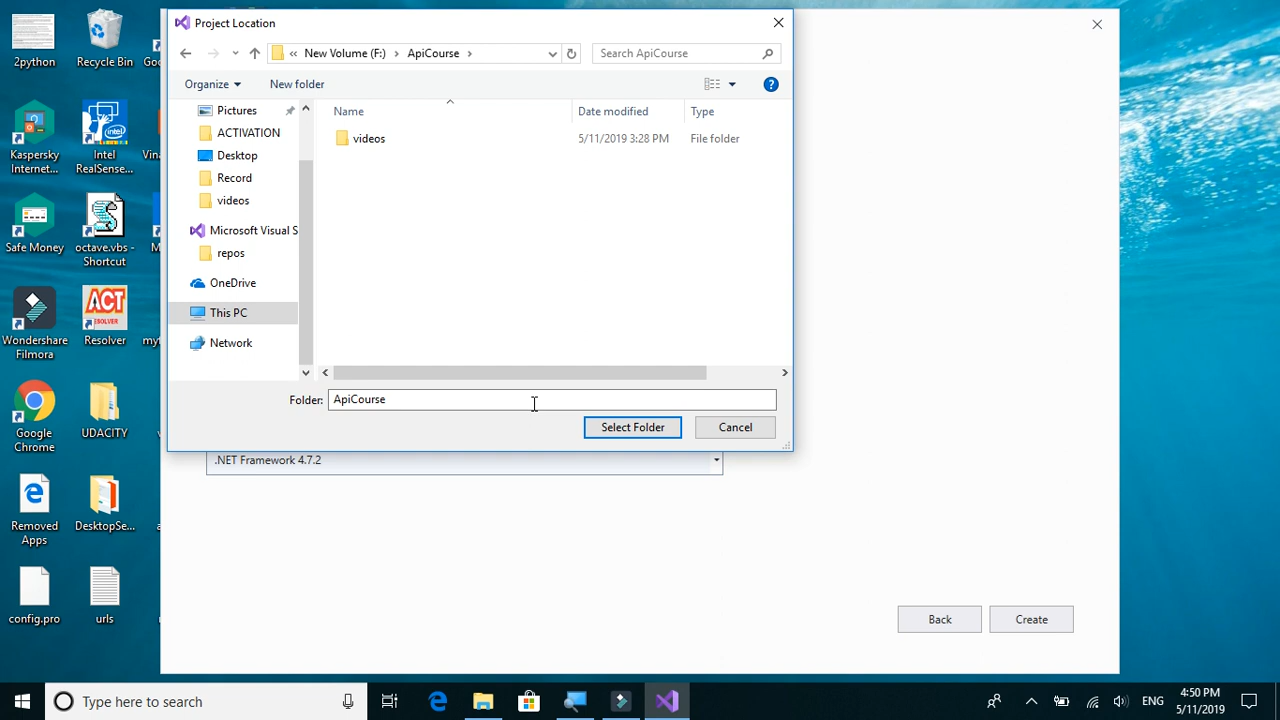 2python
Recycle Bin
Project Location
New Volume (F:)
ApiCourse
Search ApiCourse
Organize
New folder
Name
Date modified
Type
Pictures
ACTIVATION
videos
5/11/2019 3:28 PM
File folder
Desktop
Record
videos
Microsoft Visual S
repos
OneDrive
This PC
Network
Folder:
ApiCourse
Select Folder
Cancel
.NET Framework 4.7.2
Back
Create
Kaspersky
Internet...
Intel
RealSense...
Safe Money
octave.vbs -
Shortcut
ACT
Wondershare
Filmora
Resolver
Google
Chrome
UDACITY
Removed
Apps
DesktopSe...
config.pro
urls
Type here to search
ENG
4:50 PM
5/11/2019